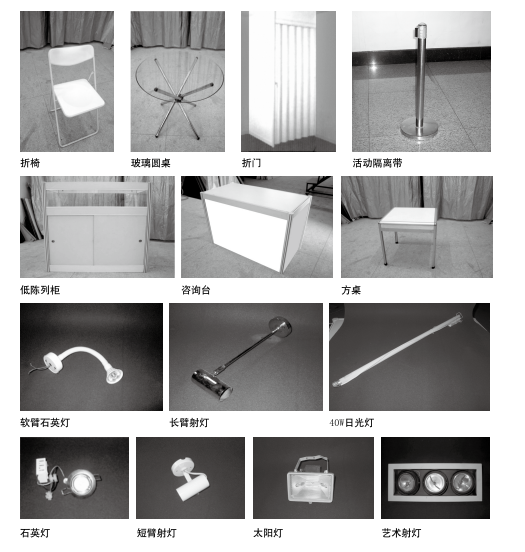 折椅
玻璃圆桌
折门
活动隔离带
低陈列柜
咨询台
方桌
软臂石英灯
长臂射灯
40W日光灯
石英灯
短臂射灯
太阳灯
艺术射灯